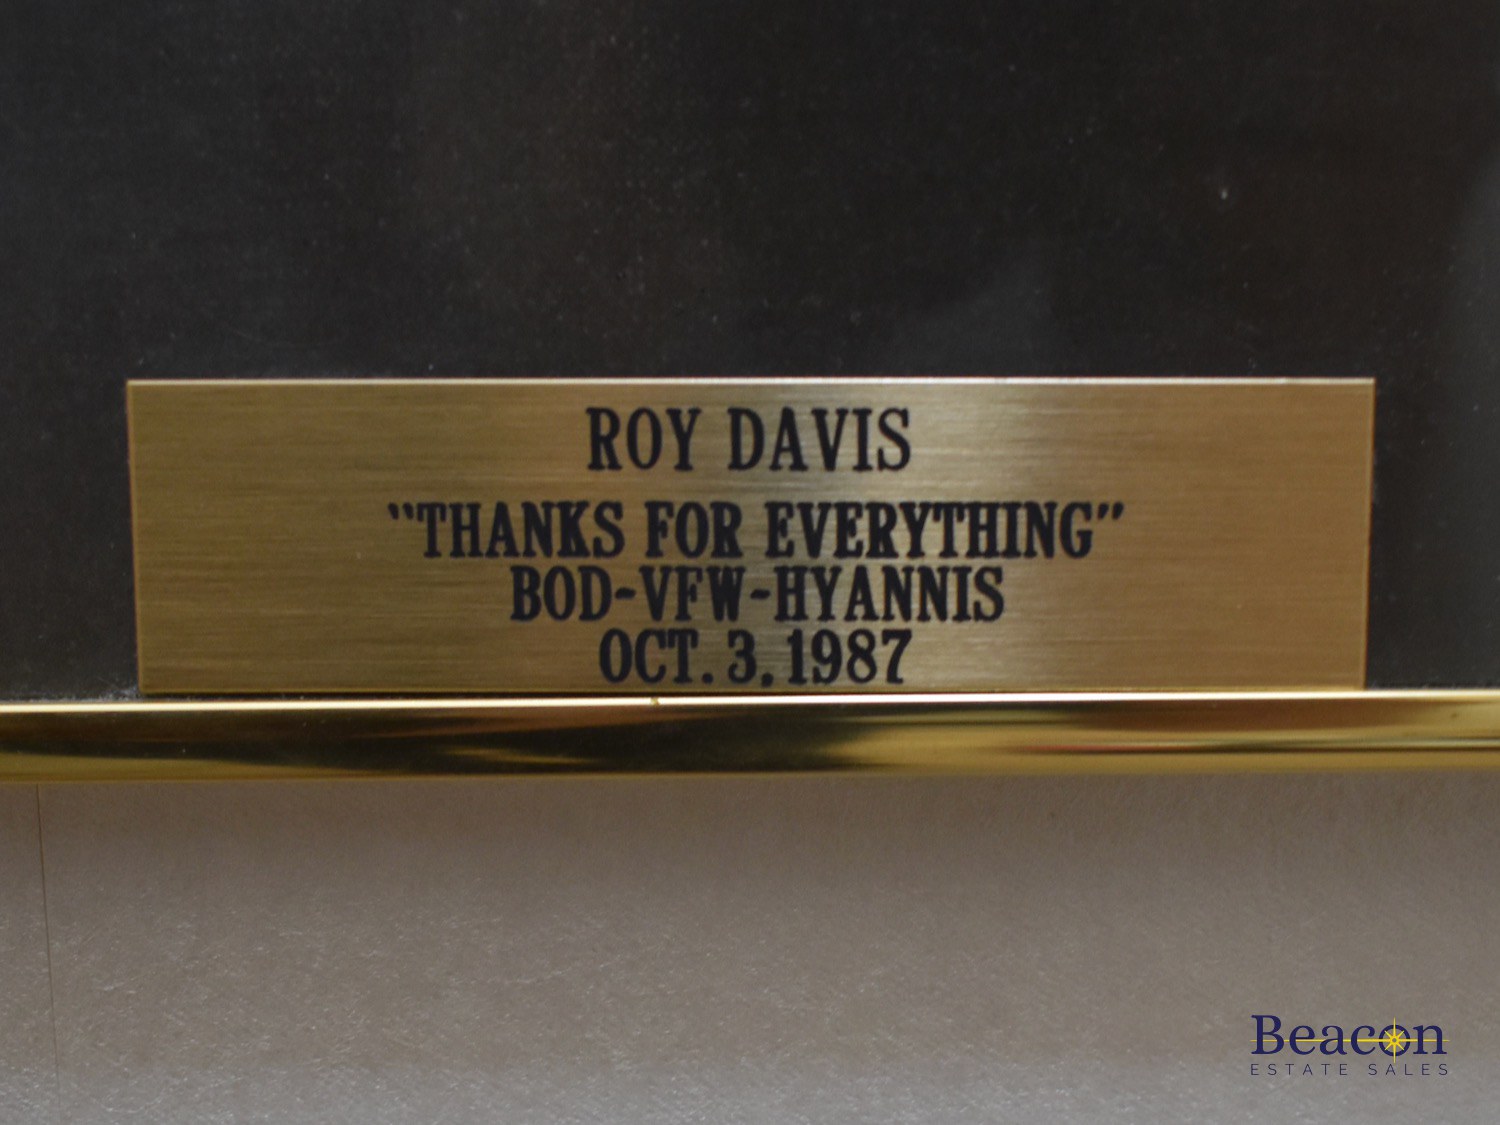 ROY DAVIS
"THANKS FOR EVERYTHING"
BOD-VFW-HYANNIS
OCT. 3, 1987
Beacon
ESTATE SALES